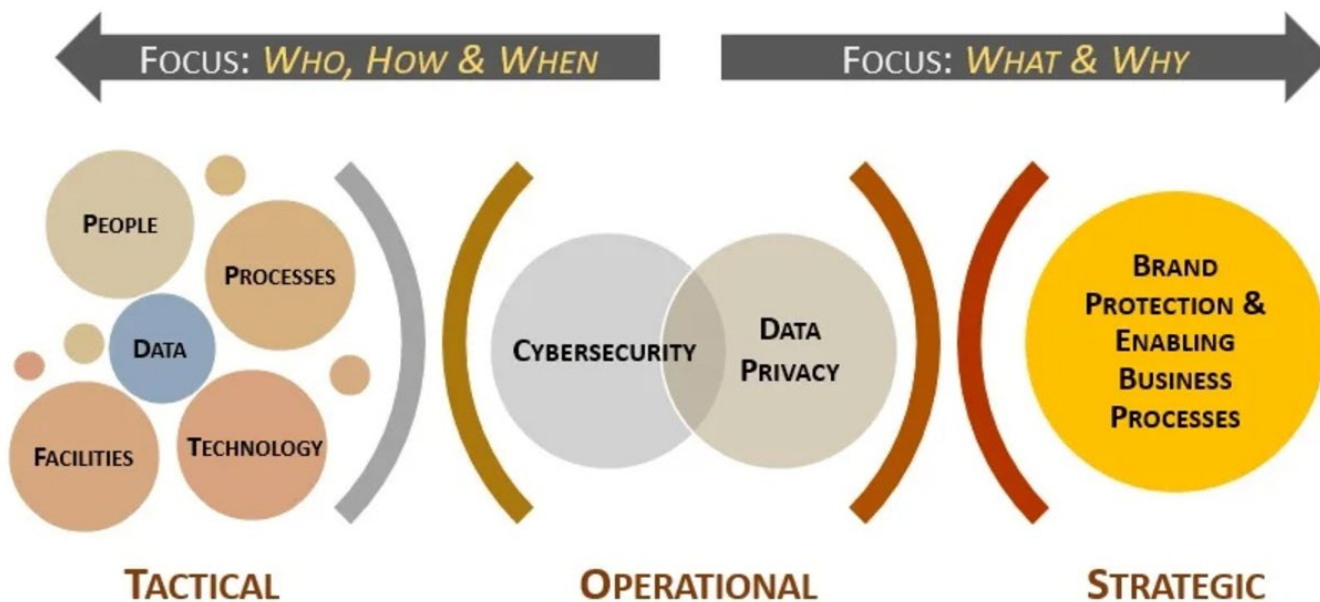 FOCUS: WHO, HOW & WHEN
FOCUS: WHAT & WHY
PEOPLE
PROCESSES
DATA
FACILITIES
TECHNOLOGY
CYBERSECURITY
DATA
PRIVACY
BRAND
PROTECTION &
ENABLING
BUSINESS
PROCESSES
TACTICAL
OPERATIONAL
STRATEGIC